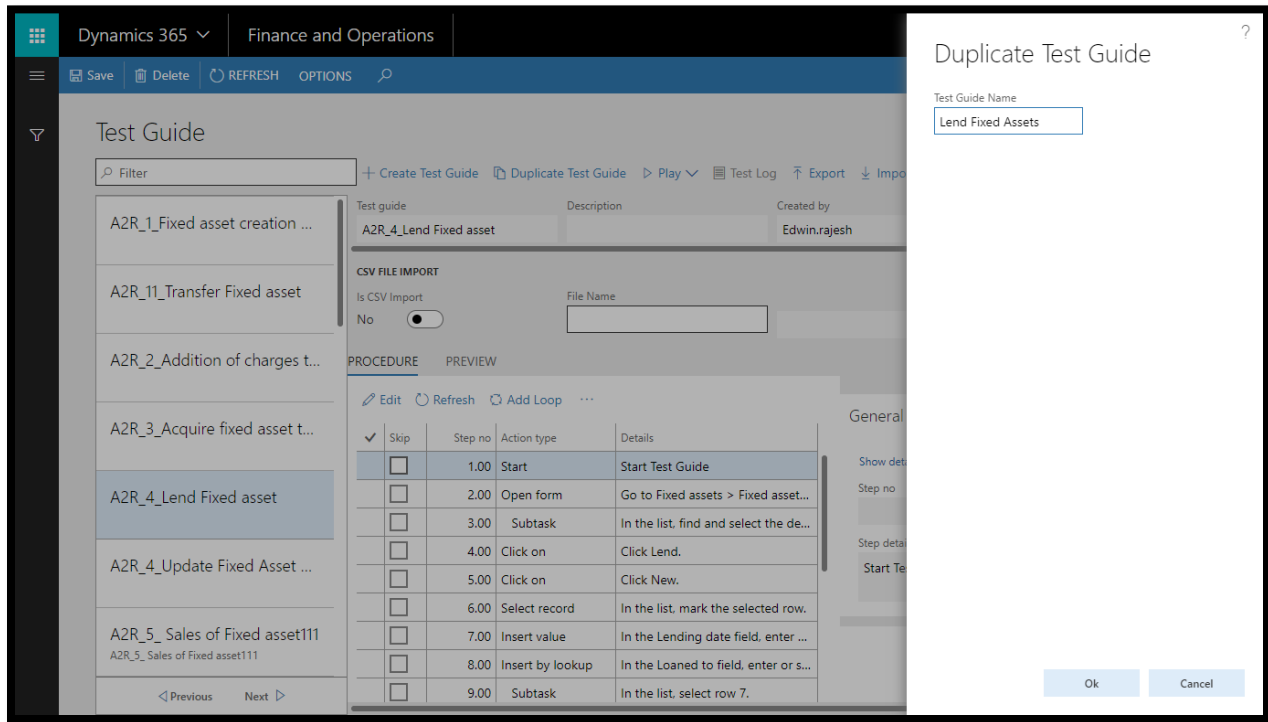 Dynamics 365
Finance and Operations
?
Duplicate Test Guide
Test Guide Name
Lend Fixed Assets
Ok
Cancel
Save
Delete
REFRESH
OPTIONS
Test Guide
Filter
Create Test Guide
Duplicate Test Guide
Play
Test Log
Export
Impo
A2R_1_Fixed asset creation ...
A2R_11_Transfer Fixed asset
A2R_2_Addition of charges t...
A2R_3_Acquire fixed asset t...
A2R_4_Lend Fixed asset
A2R_4_Update Fixed Asset ...
A2R_5_ Sales of Fixed asset111
A2R_5_ Sales of Fixed asset111
Previous
Next
Test guide
Description
Created by
A2R_4_Lend Fixed asset
Edwin.rajesh
CSV FILE IMPORT
Is CSV Import
File Name
No
PROCEDURE
PREVIEW
Edit
Refresh
Add Loop
...
Skip Step no Action type Details
1.00 Start Start Test Guide
2.00 Open form Go to Fixed assets > Fixed asset...
3.00 Subtask In the list, find and select the de...
4.00 Click on Click Lend.
5.00 Click on Click New.
6.00 Select record In the list, mark the selected row.
7.00 Insert value In the Lending date field, enter ...
8.00 Insert by lookup In the Loaned to field, enter or s...
9.00 Subtask In the list, select row 7.
General
Show deta
Step no
Step detai
Start Te